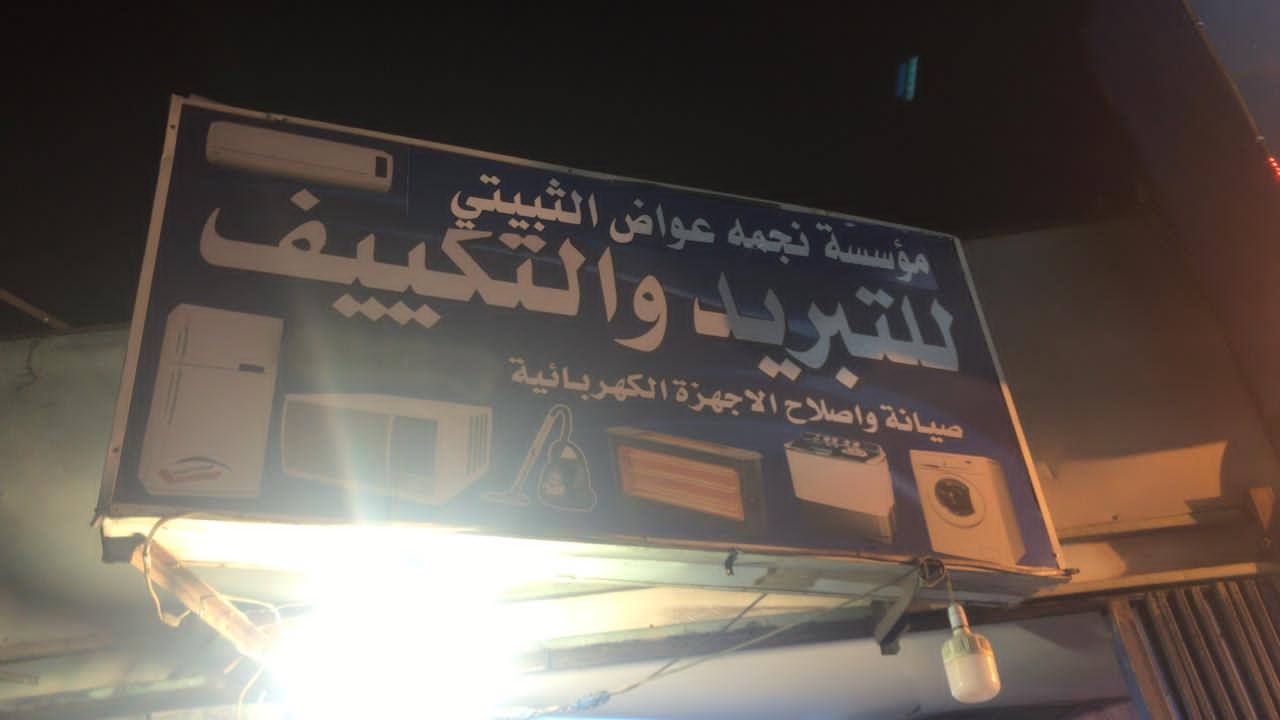 مؤسسة نجمه عواض الثبيتي
للتبريد والتكييف
صيانة واصلاح الاجهزة الكهربائية